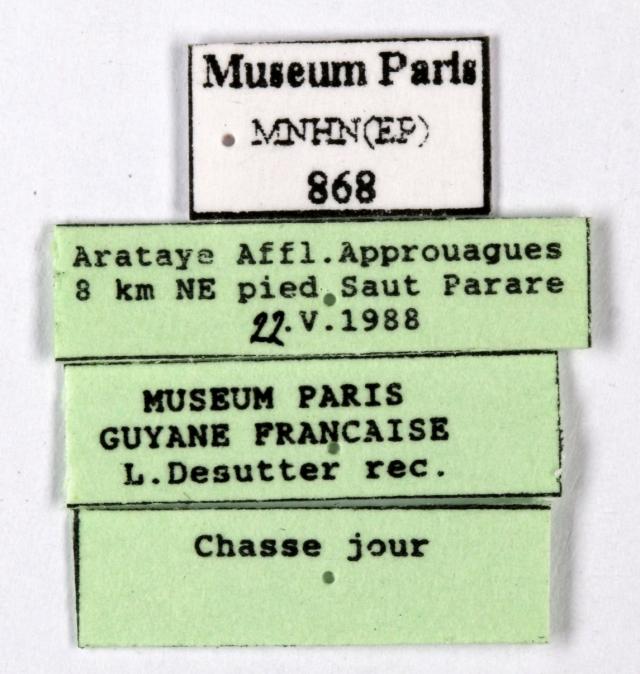 Museum Paris
MNHN(EP)
868
Arataye Affl.Approuagues
8 km NE pied Saut Parare
22.V.1988
MUSEUM PARIS
GUYANE FRANCAISE
L.Desutter rec.
Chasse jour